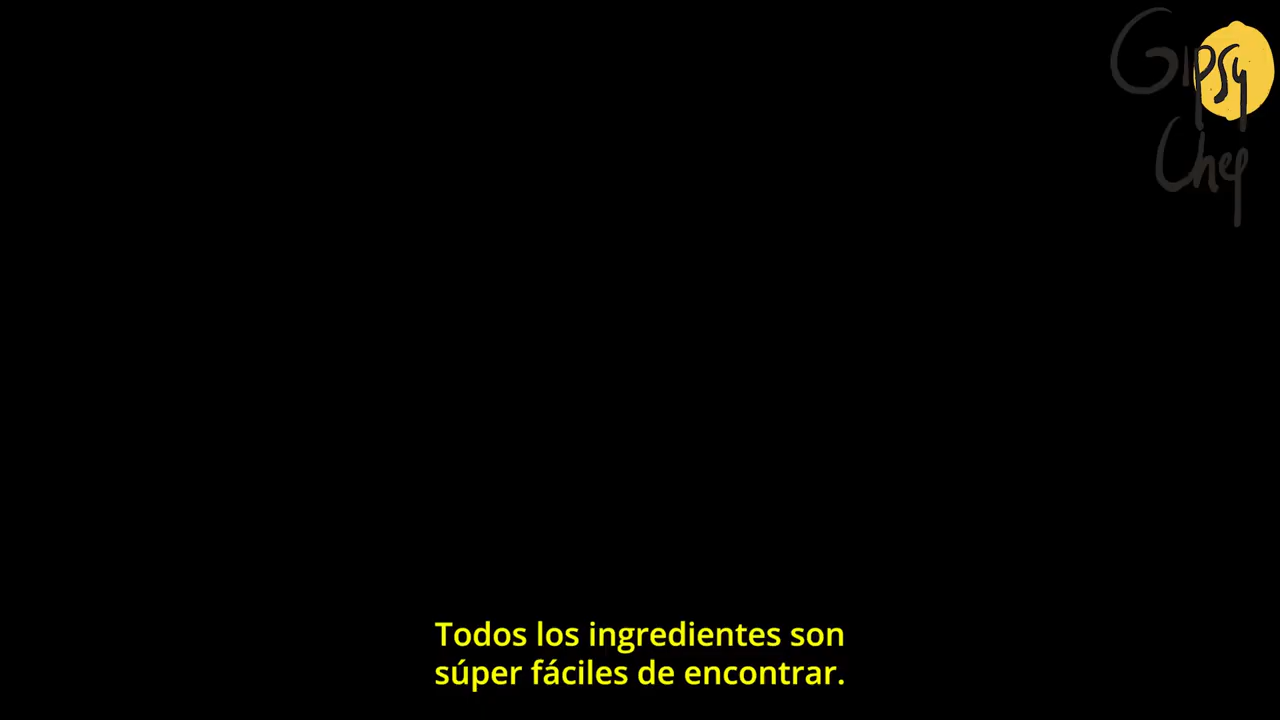 Gipsy
Chef
Todos los ingredientes son
súper fáciles de encontrar.